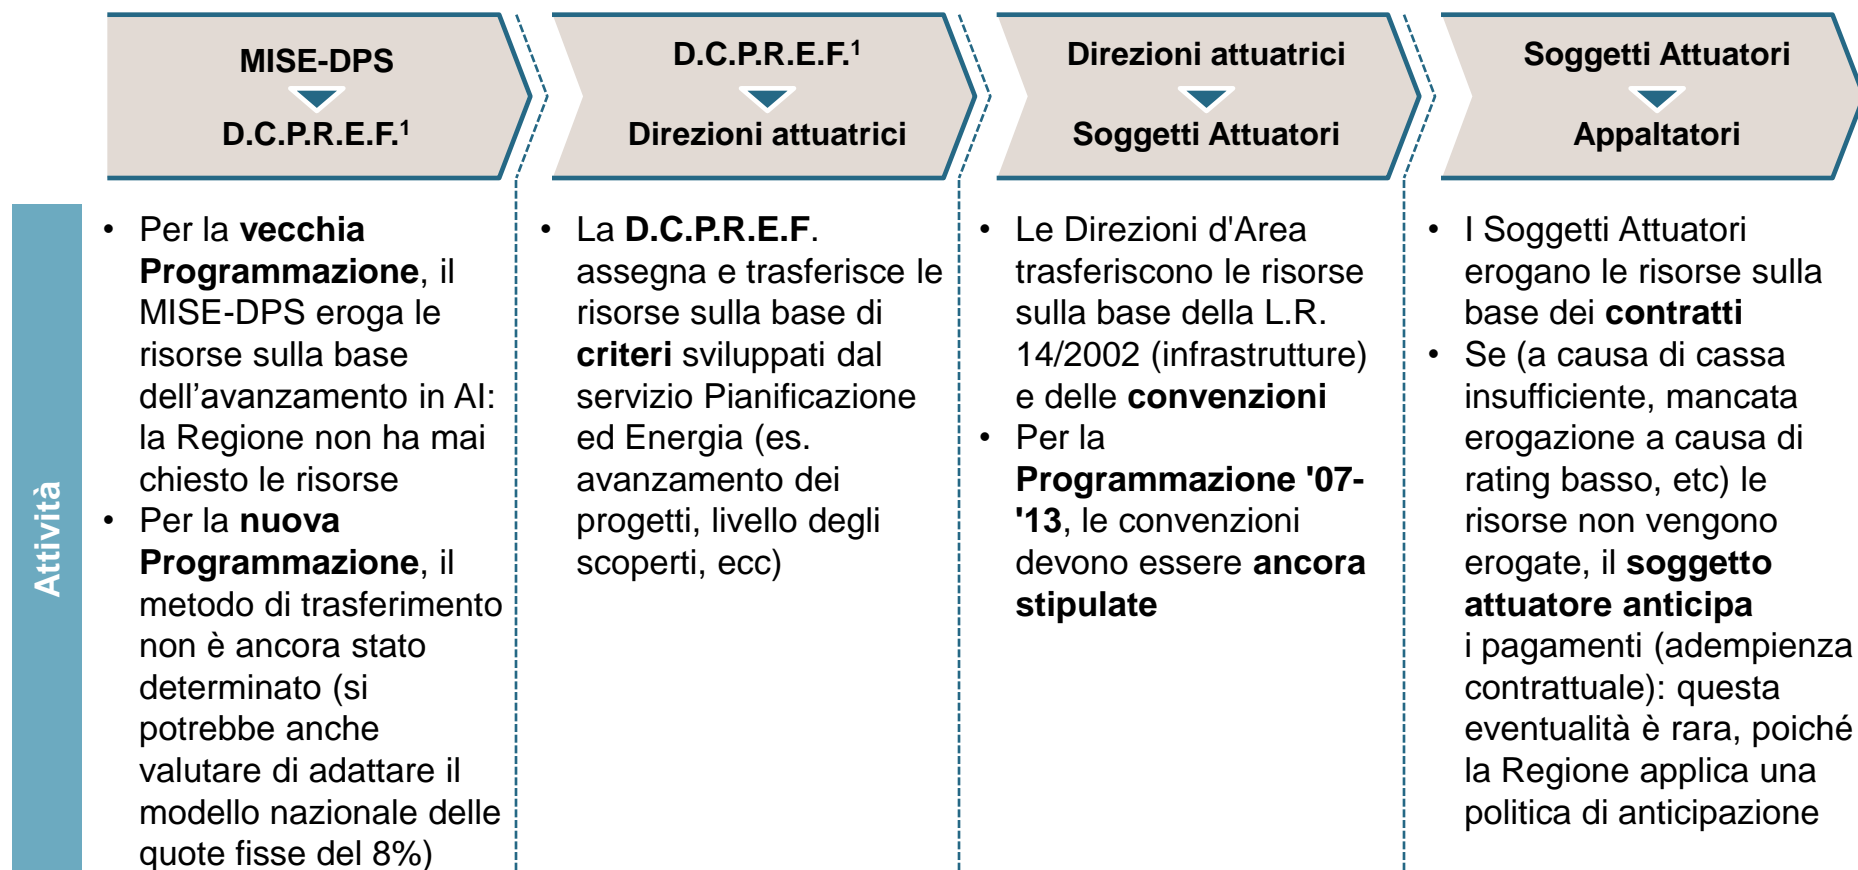 MISE-DPS
D.C.P.R.E.F.¹
D.C.P.R.E.F.¹
Direzioni attuatrici
Direzioni attuatrici
Soggetti Attuatori
Soggetti Attuatori
Appaltatori
Attività
• Per la vecchia
Programmazione, il
MISE-DPS eroga le
risorse sulla base
dell’avanzamento in AI:
la Regione non ha mai
chiesto le risorse
• Per la nuova
Programmazione, il
metodo di trasferimento
non è ancora stato
determinato (si
potrebbe anche
valutare di adattare il
modello nazionale delle
quote fisse del 8%)
• La D.C.P.R.E.F.
assegna e trasferisce le
risorse sulla base di
criteri sviluppati dal
servizio Pianificazione
ed Energia (es.
avanzamento dei
progetti, livello degli
scoperti, ecc)
• Le Direzioni d'Area
trasferiscono le risorse
sulla base della L.R.
14/2002 (infrastrutture)
e delle convenzioni
• Per la
Programmazione '07-
'13, le convenzioni
devono essere ancora
stipulate
• I Soggetti Attuatori
erogano le risorse sulla
base dei contratti
• Se (a causa di cassa
insufficiente, mancata
erogazione a causa di
rating basso, etc) le
risorse non vengono
erogate, il soggetto
attuatore anticipa
i pagamenti (adempienza
contrattuale): questa
eventualità è rara, poiché
la Regione applica una
politica di anticipazione